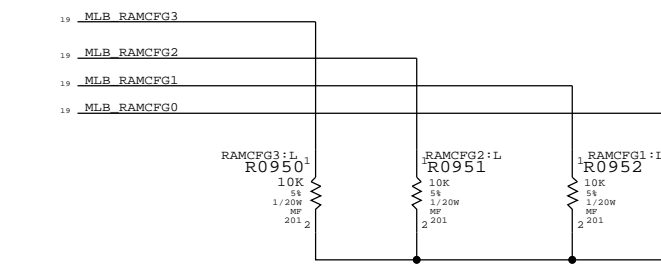 19 MLB_RAMCFG3
19 MLB_RAMCFG2
19 MLB_RAMCFG1
19 MLB_RAMCFG0
RAMCFG3:L
R0950
1
10K
5%
1/20W
MF
201
2
RAMCFG2:L
1
R0951
10K
5%
1/20W
MF
201
2
RAMCFG1:L
1
R0952
10K
5%
1/20W
MF
201
2